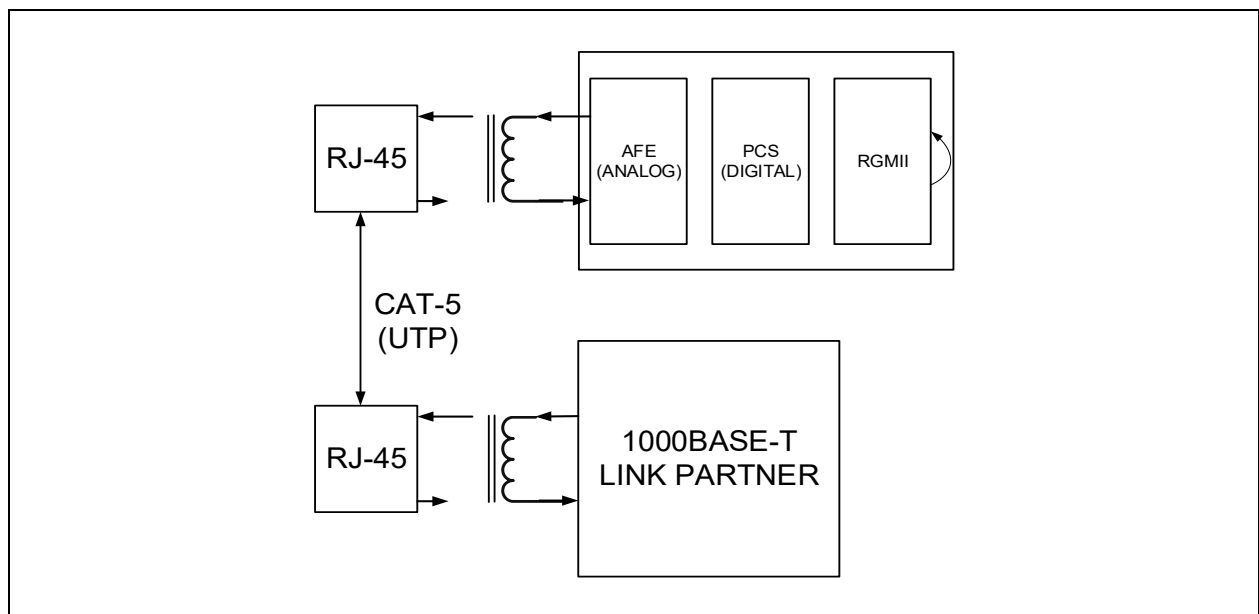 RJ-45
AFE
(ANALOG)
PCS
(DIGITAL)
RGMII
CAT-5
(UTP)
RJ-45
1000BASE-T
LINK PARTNER